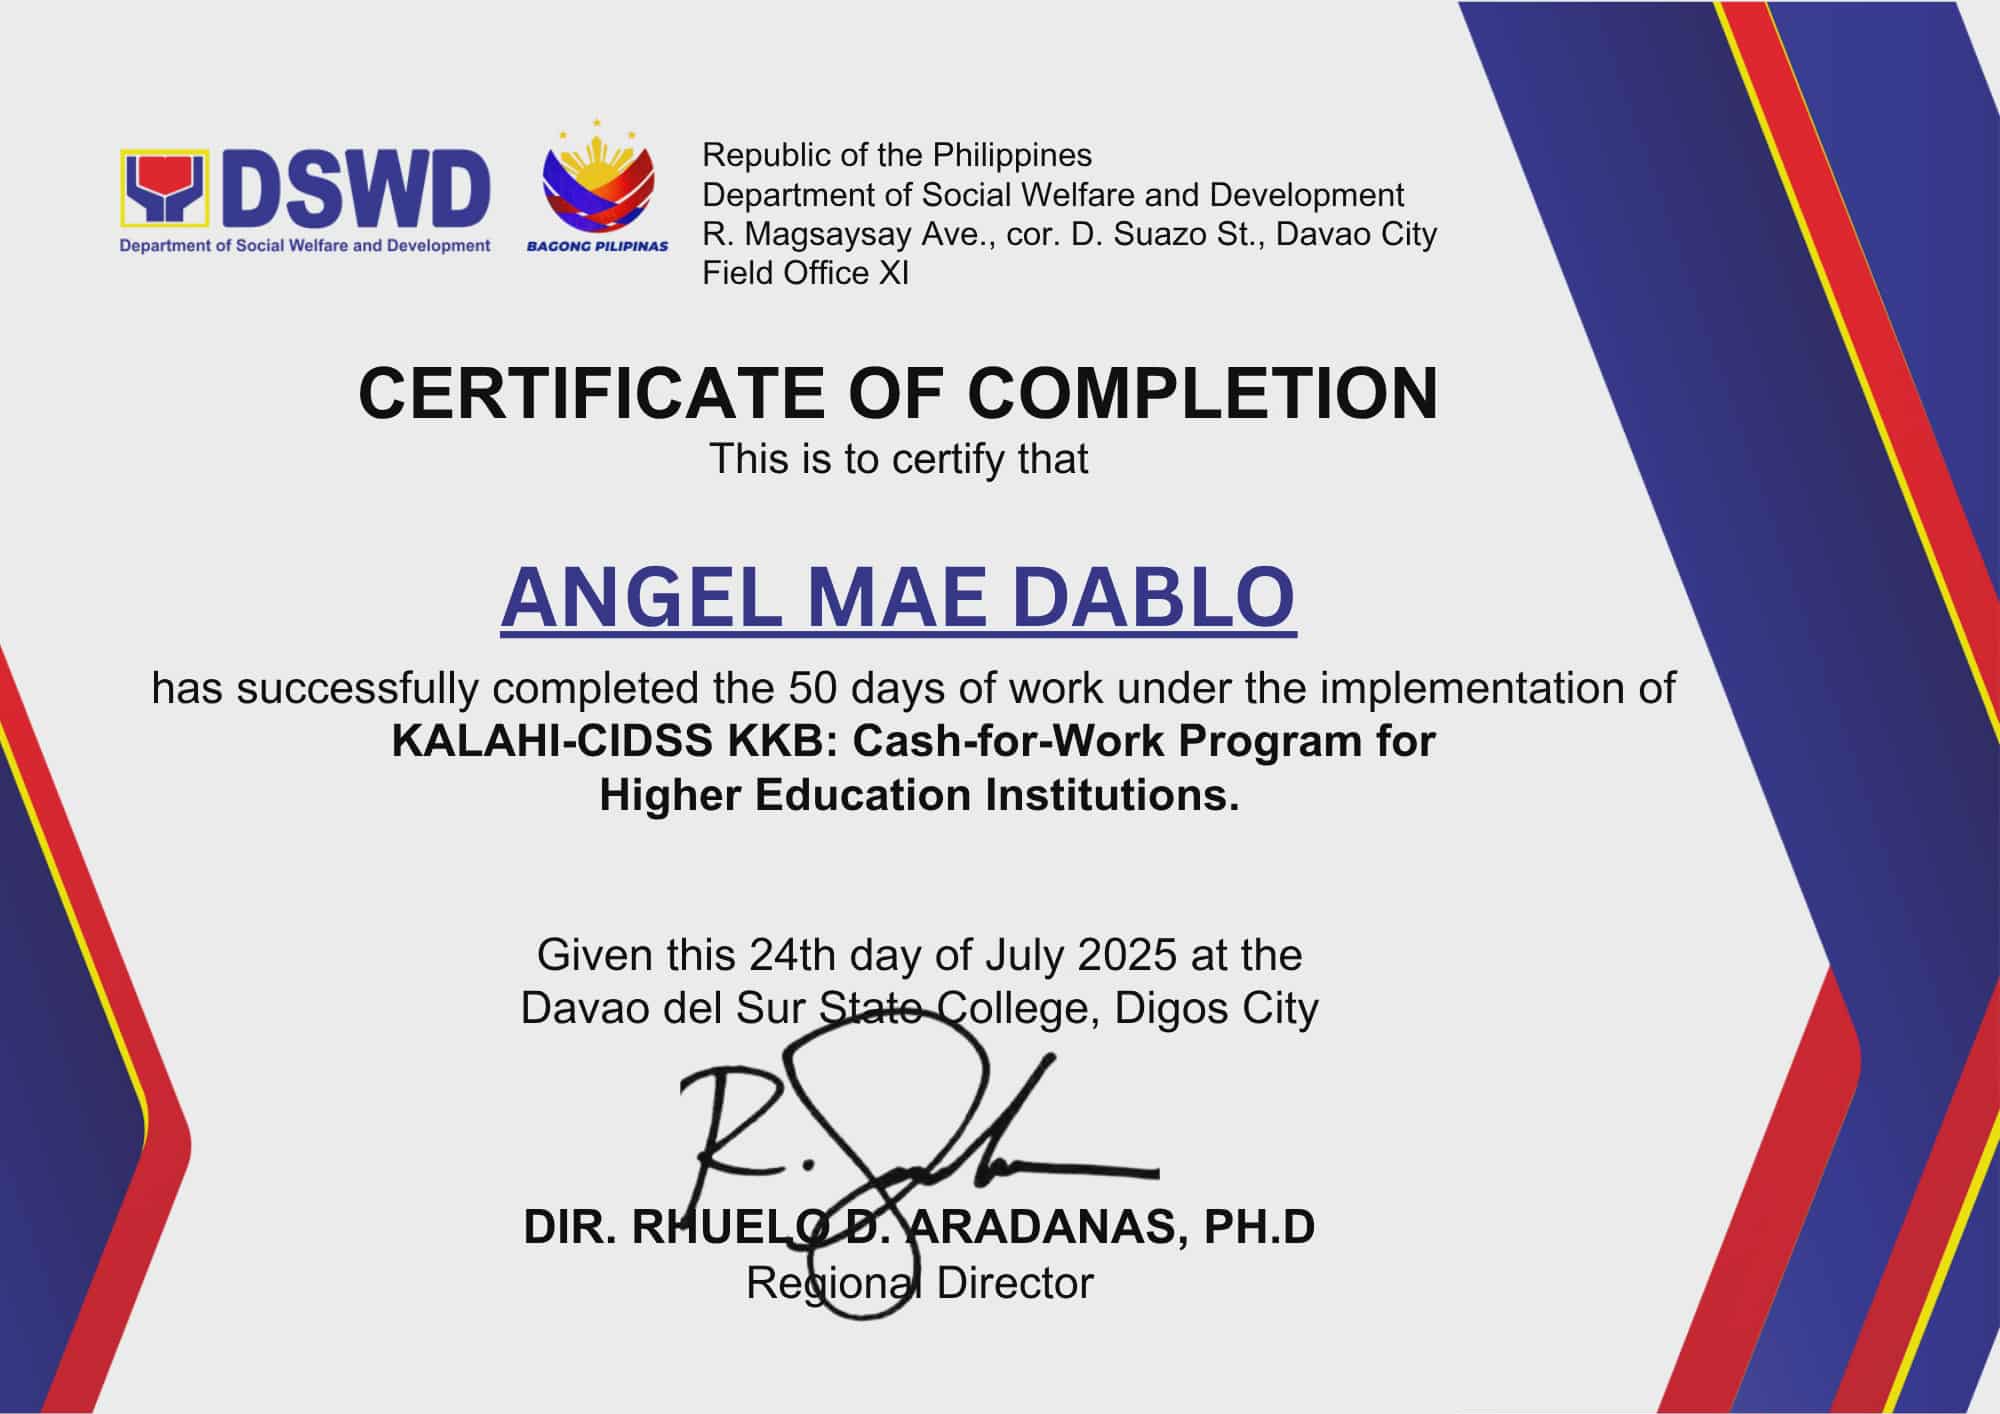 DSWD
Department of Social Welfare and Development
BAGONG PILIPINAS
Republic of the Philippines
Department of Social Welfare and Development
R. Magsaysay Ave., cor. D. Suazo St., Davao City
Field Office XI
CERTIFICATE OF COMPLETION
This is to certify that
ANGEL MAE DABLO
has successfully completed the 50 days of work under the implementation of
KALAHI-CIDSS KKB: Cash-for-Work Program for
Higher Education Institutions.
Given this 24th day of July 2025 at the
Davao del Sur State College, Digos City
DIR. RHUELO D. ARADANAS, PH.D
Regional Director